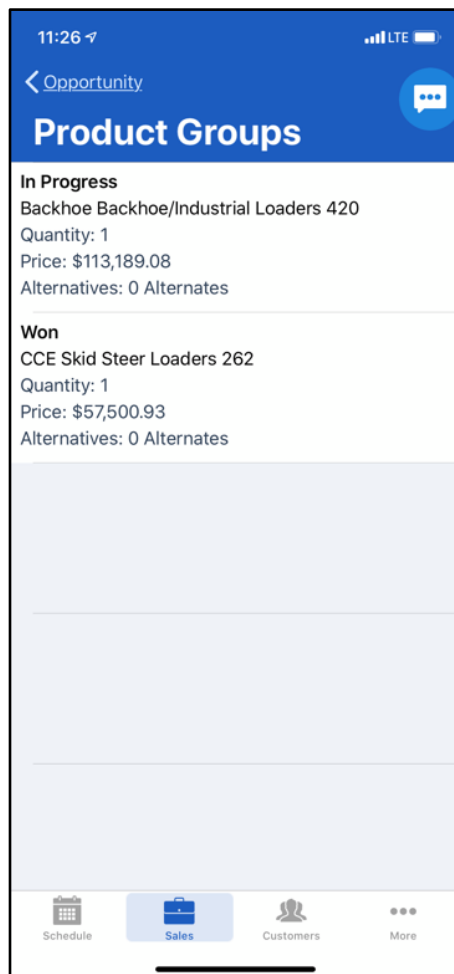 11:26
LTE
Opportunity
Product Groups
In Progress
Backhoe Backhoe/Industrial Loaders 420
Quantity: 1
Price: $113,189.08
Alternatives: 0 Alternates
Won
CCE Skid Steer Loaders 262
Quantity: 1
Price: $57,500.93
Alternatives: 0 Alternates
Schedule
Sales
Customers
More